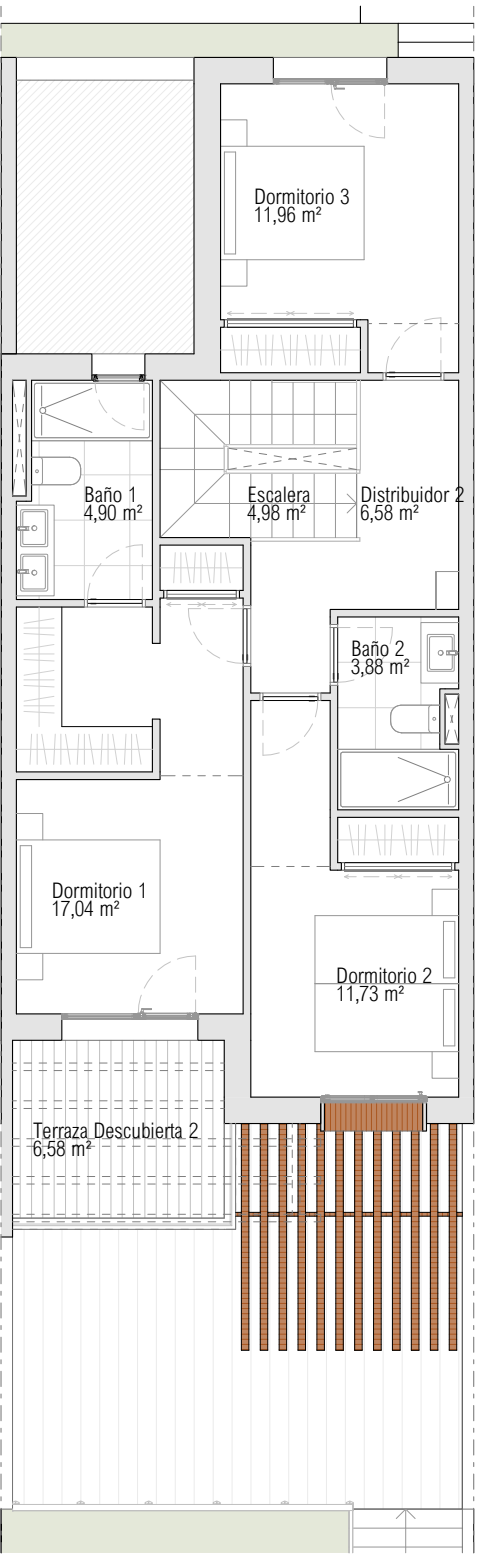 Dormitorio 3
11,96 m²
Baño 1
4,90 m²
Escalera
4,98 m²
Distribuidor 2
6,58 m²
Baño 2
3,88 m²
Dormitorio 1
17,04 m²
Dormitorio 2
11,73 m²
Terraza Descubierta 2
6,58 m²